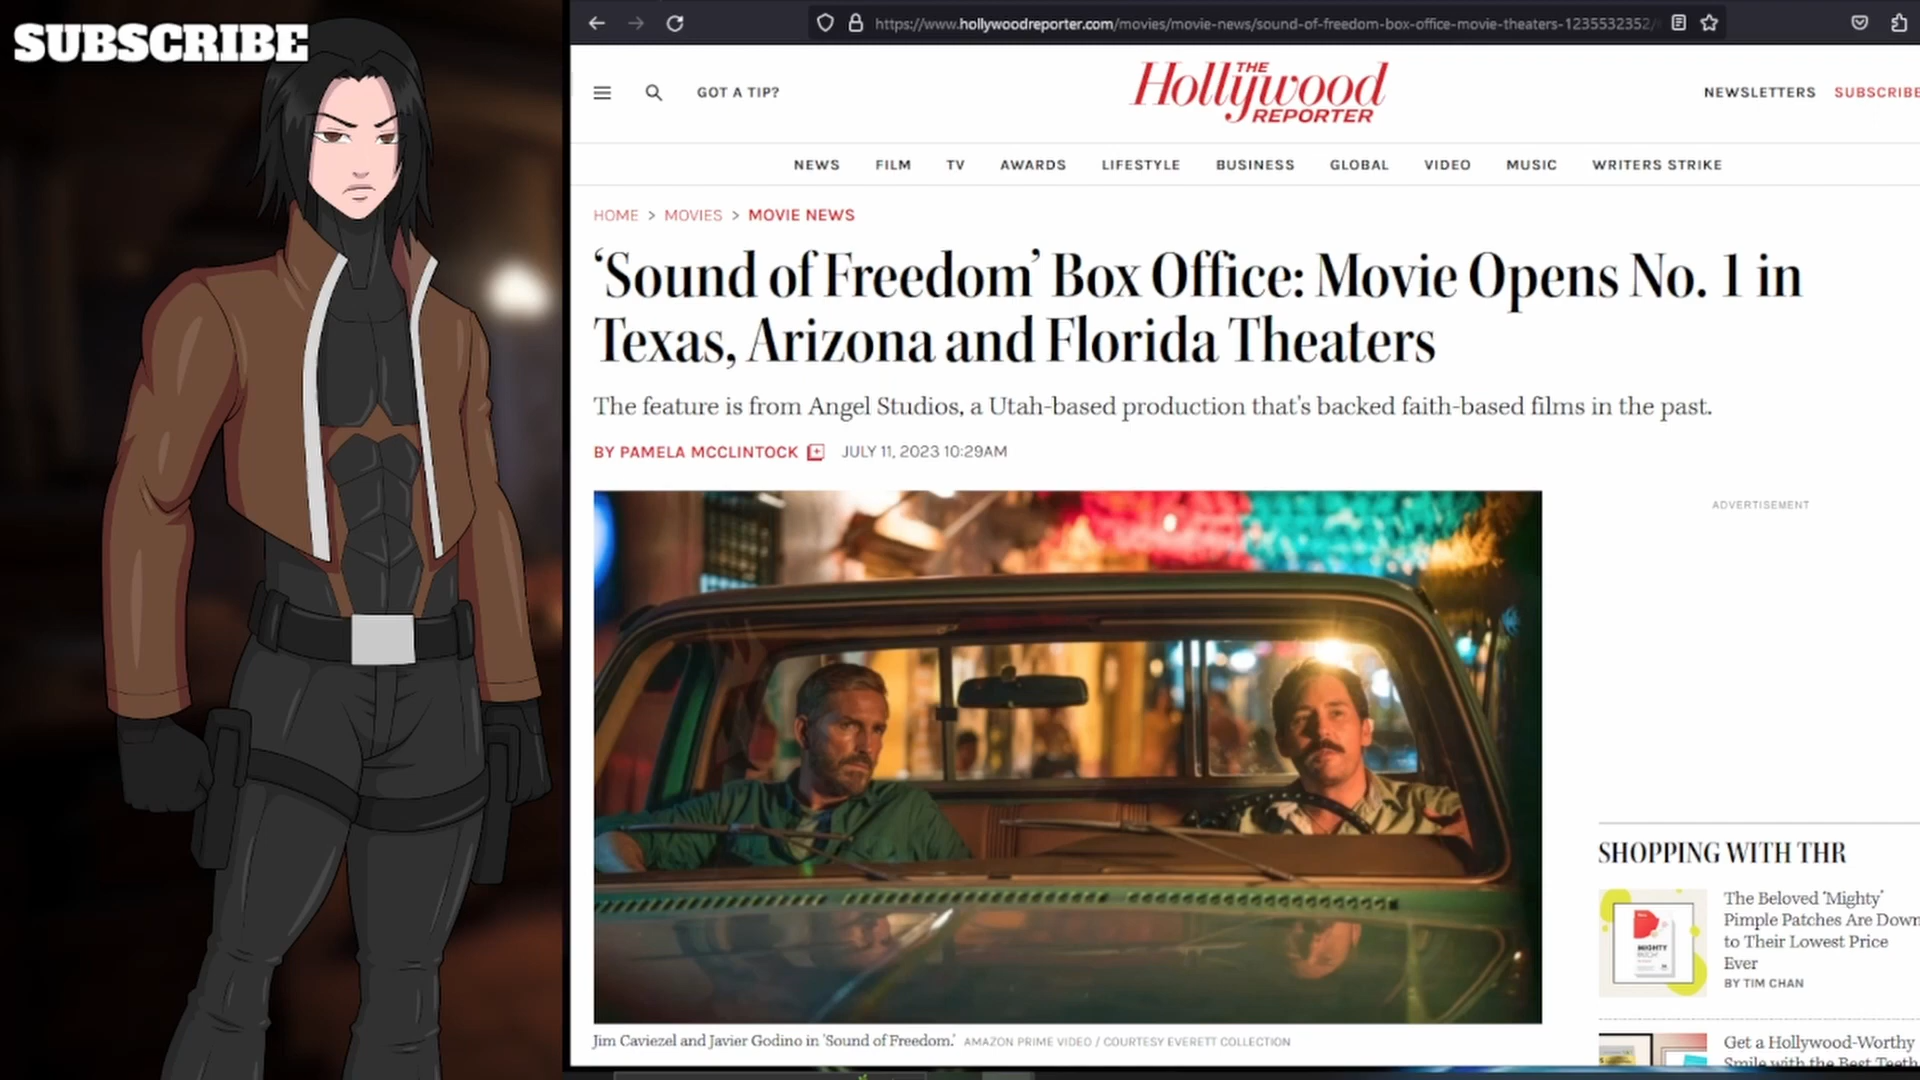 SUBSCRIBE
https://www.hollywoodreporter.com/movies/movie-news/sound-of-freedom-box-office-movie-theaters-1235532352/
GOT A TIP?
THE
Hollywood
REPORTER
NEWSLETTERS
SUBSCRIBE
NEWS FILM TV AWARDS LIFESTYLE BUSINESS GLOBAL VIDEO MUSIC WRITERS STRIKE
HOME > MOVIES > MOVIE NEWS
‘Sound of Freedom’ Box Office: Movie Opens No. 1 in
Texas, Arizona and Florida Theaters
The feature is from Angel Studios, a Utah-based production that's backed faith-based films in the past.
BY PAMELA MCCLINTOCK JULY 11, 2023 10:29AM
ADVERTISEMENT
Jim Caviezel and Javier Godino in 'Sound of Freedom.' AMAZON PRIME VIDEO / COURTESY EVERETT COLLECTION
SHOPPING WITH THR
MIGHTY
The Beloved 'Mighty'
Pimple Patches Are Down
to Their Lowest Price
Ever
BY TIM CHAN
Get a Hollywood-Worthy
Smile with the Best Teeth